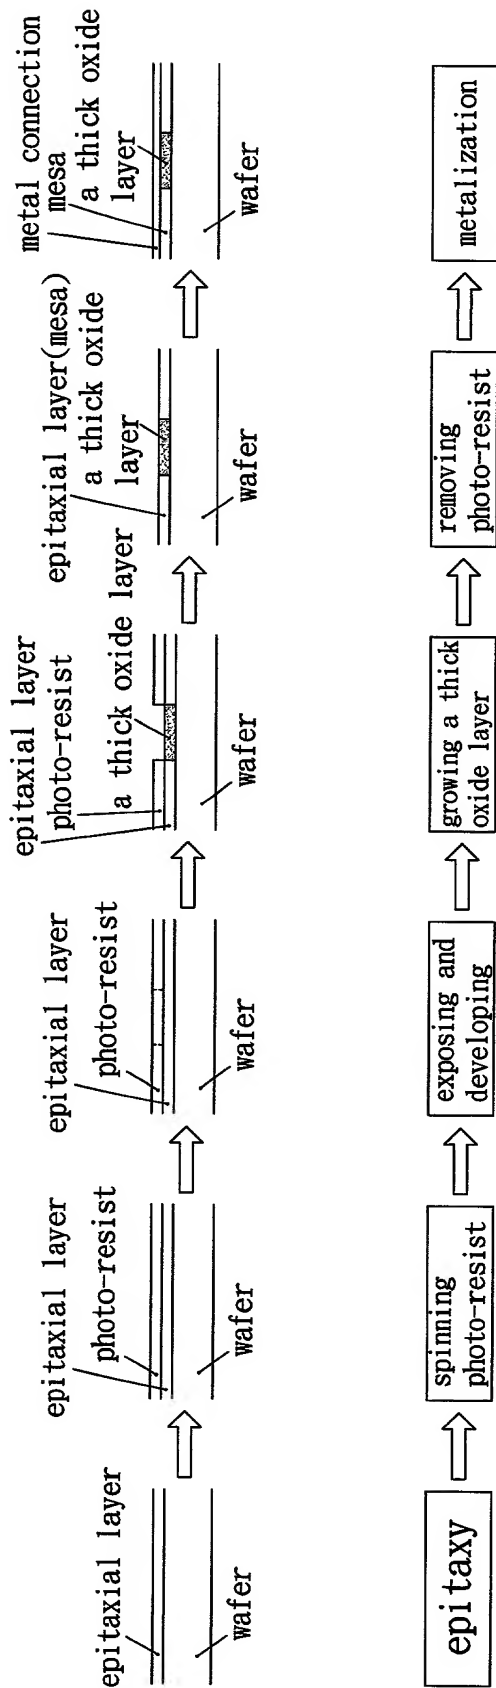 epitaxial layer
wafer
epitaxial layer
photo-resist
wafer
epitaxial layer
photo-resist
wafer
epitaxial layer
photo-resist
a thick oxide layer
wafer
epitaxial layer(mesa)
a thick oxide
layer
wafer
metal connection
mesa
a thick oxide
layer
wafer
epitaxy
spinning
photo-resist
exposing and
developing
growing a thick
oxide layer
removing
photo-resist
metalization